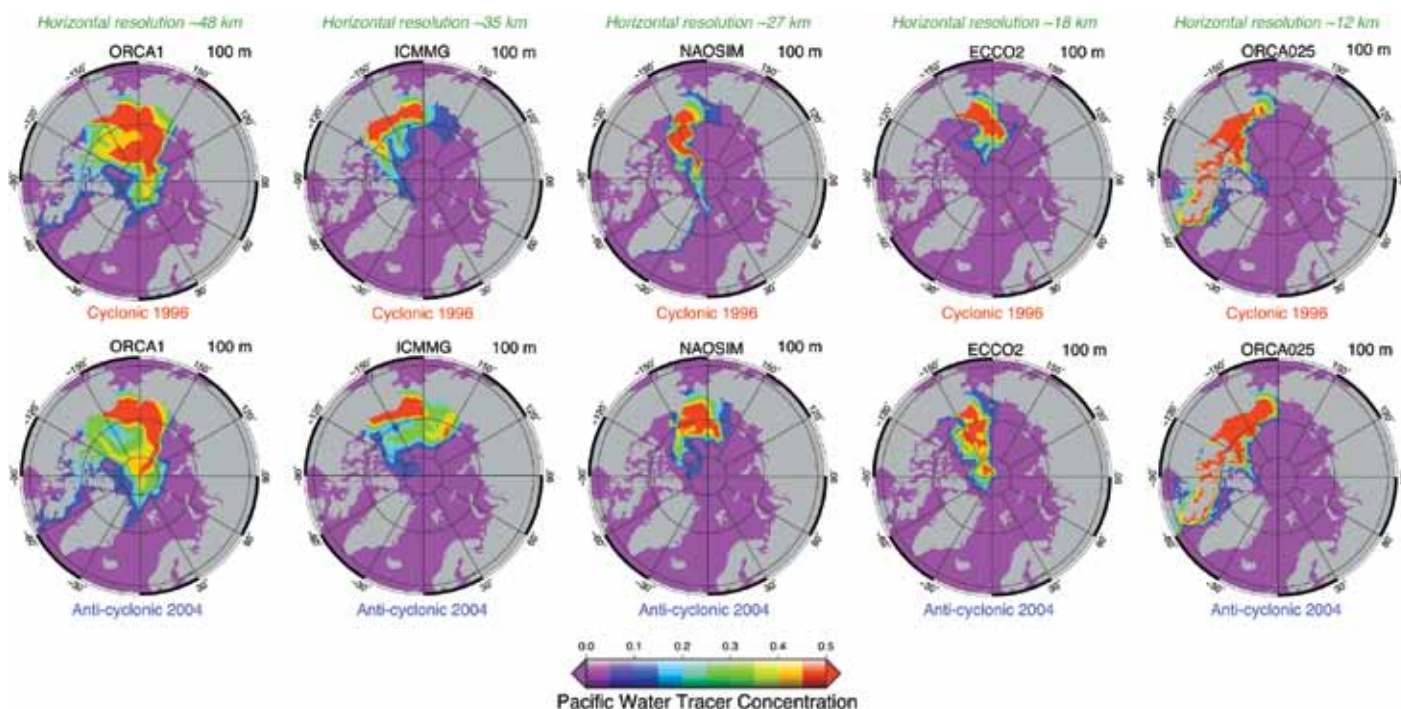 Horizontal resolution ~48 km Horizontal resolution ~35 km Horizontal resolution ~27 km Horizontal resolution ~18 km Horizontal resolution ~12 km
ORCA1 100 m ICMMG 100 m NAOSIM 100 m ECCO2 100 m ORCA025 100 m
Cyclonic 1996 Cyclonic 1996 Cyclonic 1996 Cyclonic 1996 Cyclonic 1996
ORCA1 100 m ICMMG 100 m NAOSIM 100 m ECCO2 100 m ORCA025 100 m
Anti-cyclonic 2004 Anti-cyclonic 2004 Anti-cyclonic 2004 Anti-cyclonic 2004 Anti-cyclonic 2004
0.0 0.1 0.2 0.3 0.4 0.5
Pacific Water Tracer Concentration